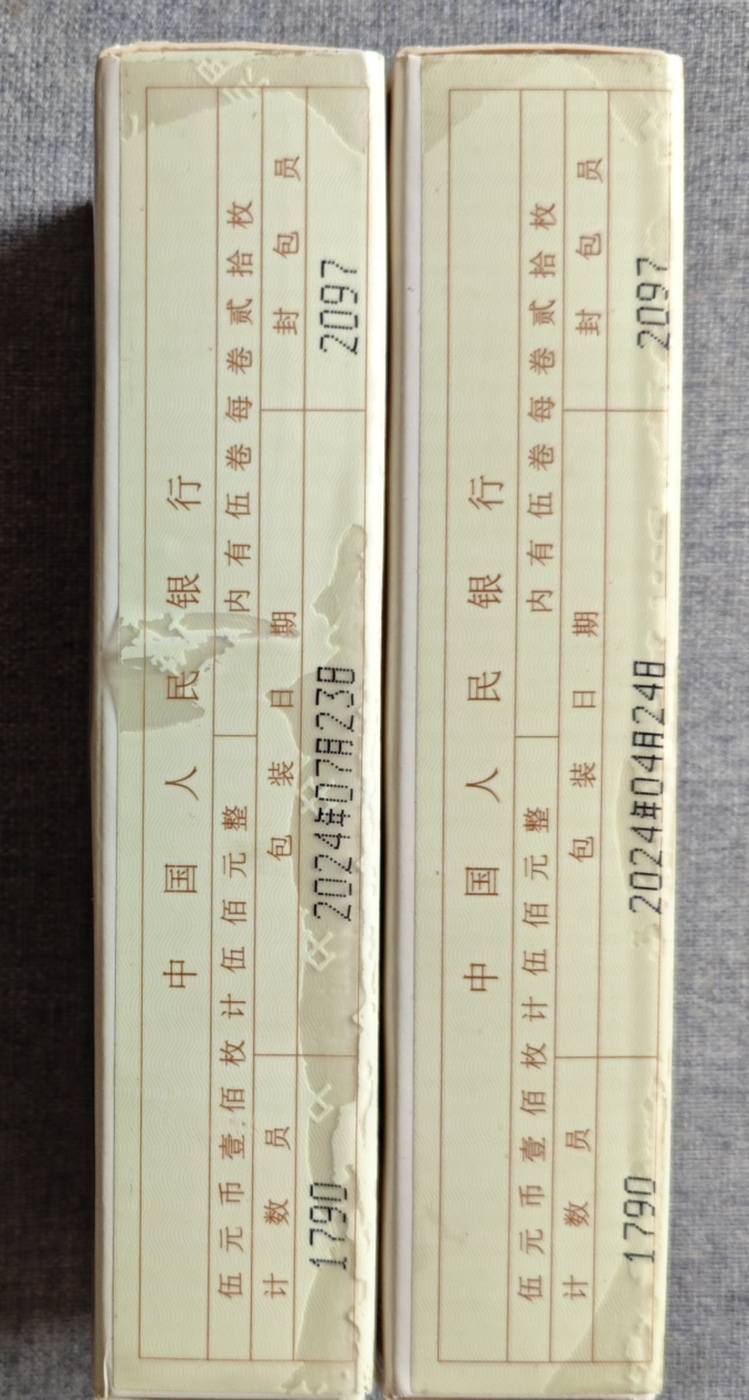 中国人民银行
伍元币壹佰枚计伍佰元整 内有伍卷每卷贰拾枚
计数员 包装日期 封包员
1790 2024年07月23日 2097
中国人民银行
伍元币壹佰枚计伍佰元整 内有伍卷每卷贰拾枚
计数员 包装日期 封包员
1790 2024年04月24日 2097